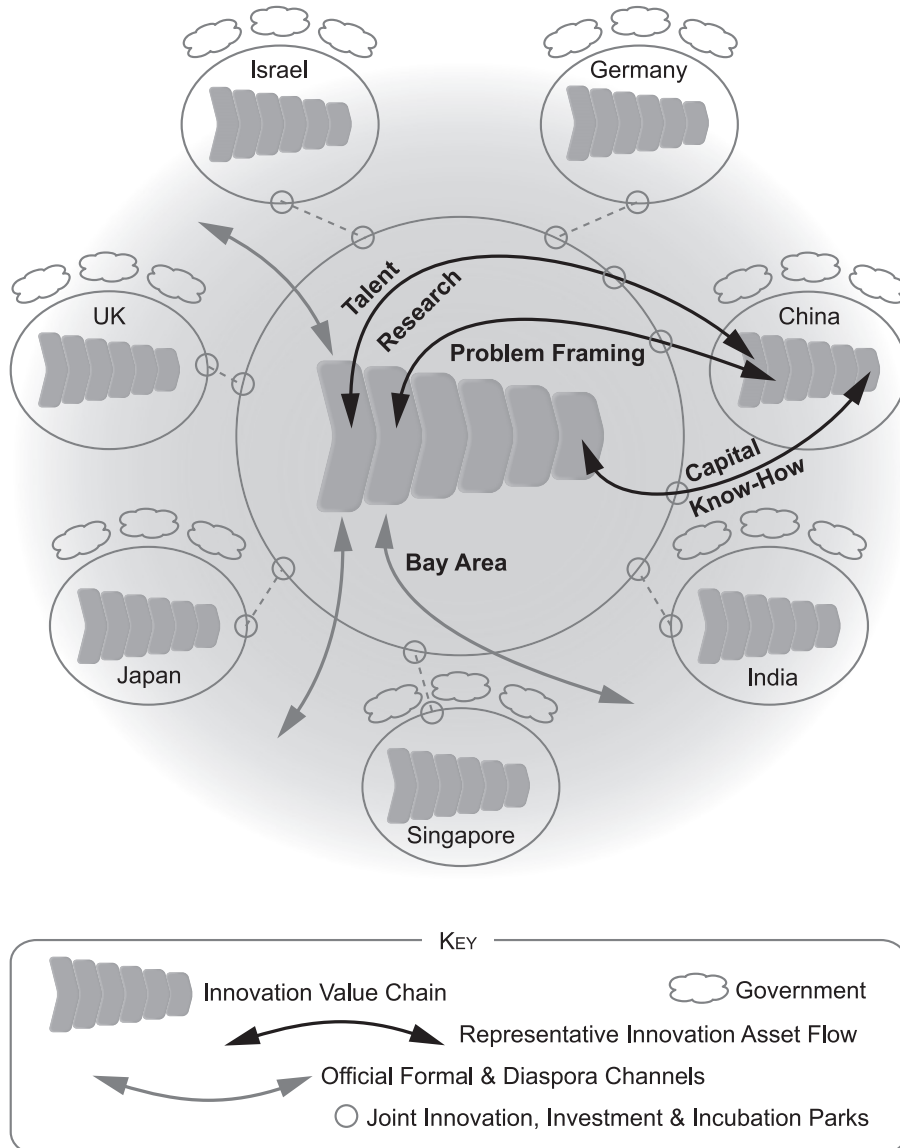 Israel
Germany
UK
China
Talent
Research
Problem Framing
Capital
Know-How
Bay Area
Japan
India
Singapore
KEY
Innovation Value Chain
Government
Representative Innovation Asset Flow
Official Formal & Diaspora Channels
Joint Innovation, Investment & Incubation Parks